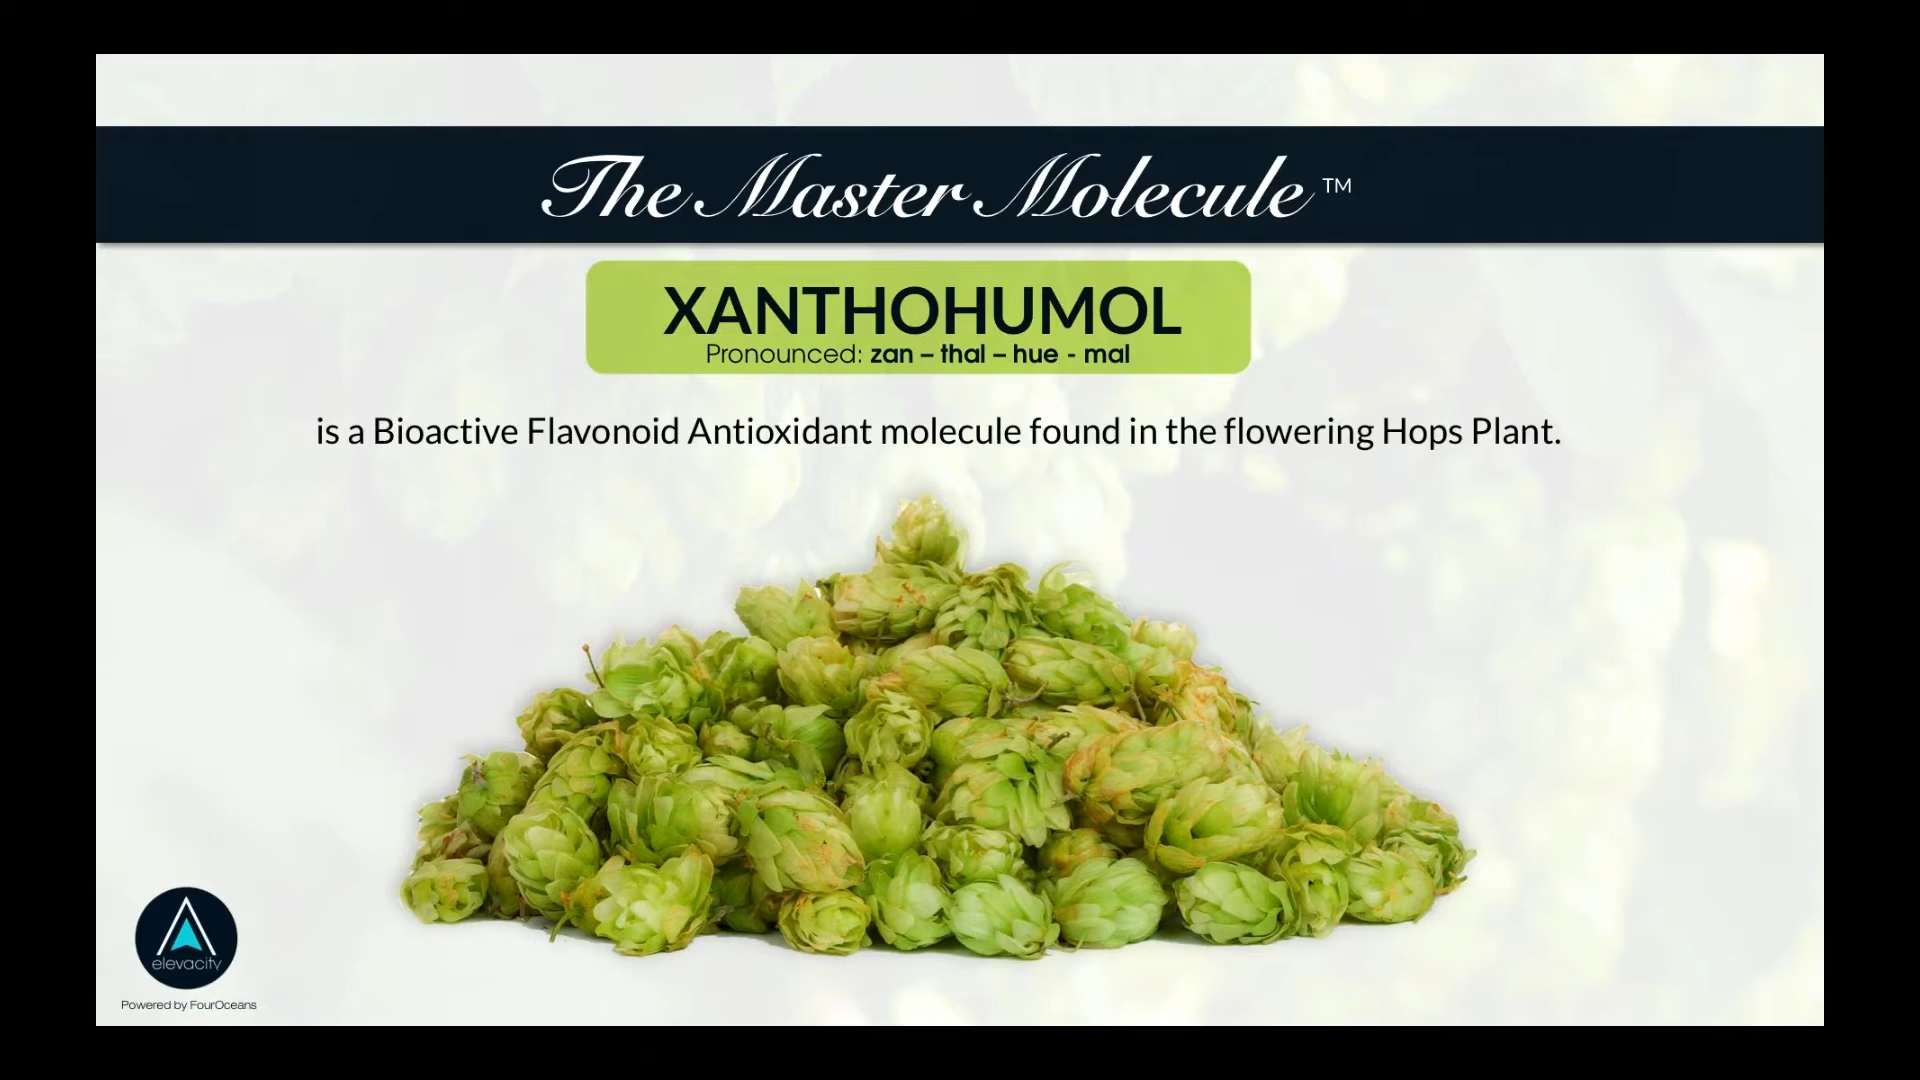 The Master Molecule™
XANTHOHUMOL
Pronounced: zan – thal – hue - mal
is a Bioactive Flavonoid Antioxidant molecule found in the flowering Hops Plant.
elevacity
Powered by FourOceans